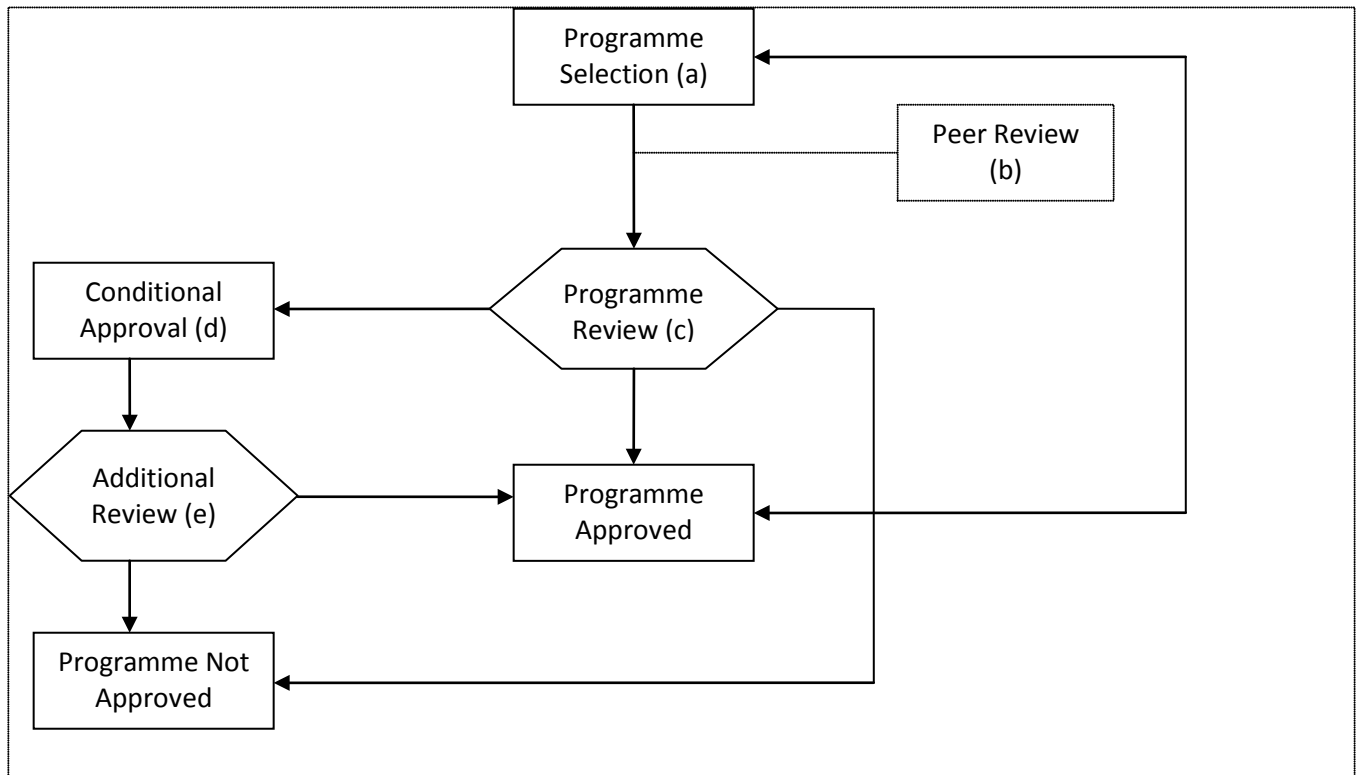 Programme
Selection (a)
Peer Review
(b)
Programme
Review (c)
Conditional
Approval (d)
Additional
Review (e)
Programme
Approved
Programme Not
Approved